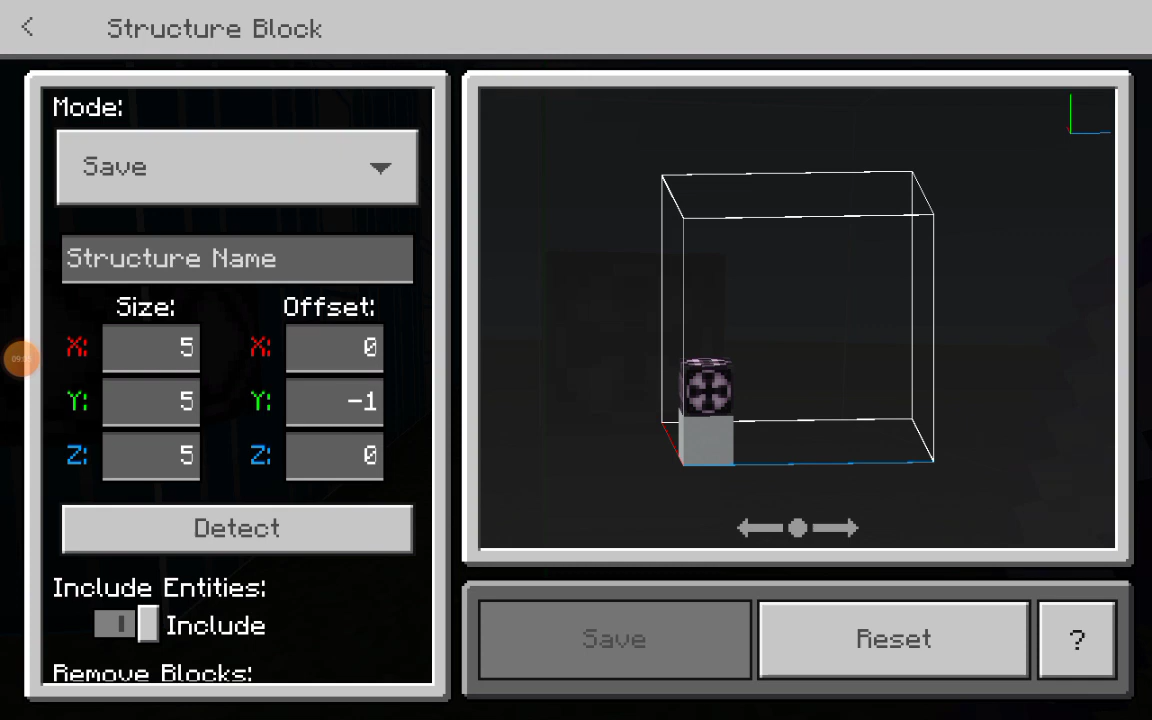 Structure Block
Mode:
Save
Structure Name
Size: Offset:
X: 5 X: 0
Y: 5 Y: -1
Z: 5 Z: 0
Detect
Include Entities:
Include
Remove Blocks:
Save Reset ?